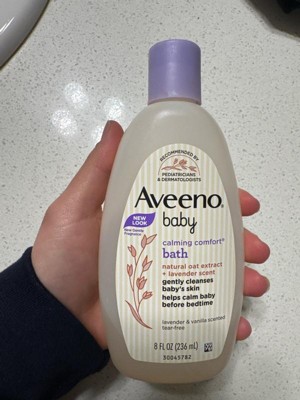 RECOMMENDED BY
PEDIATRICIANS
& DERMATOLOGISTS
Aveeno®
baby
NEW
LOOK
calming comfort®
bath
natural oat extract
+ lavender scent
gently cleanses
baby's skin
helps calm baby
before bedtime
lavender & vanilla scented
tear-free
8 FL OZ (236 mL)
30045782